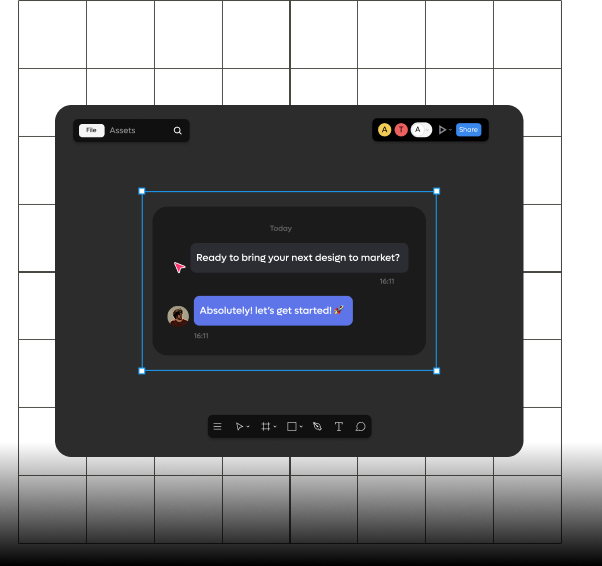 File Assets
A T A Share
Today
Ready to bring your next design to market?
16:11
Absolutely! let's get started! 🚀
16:11